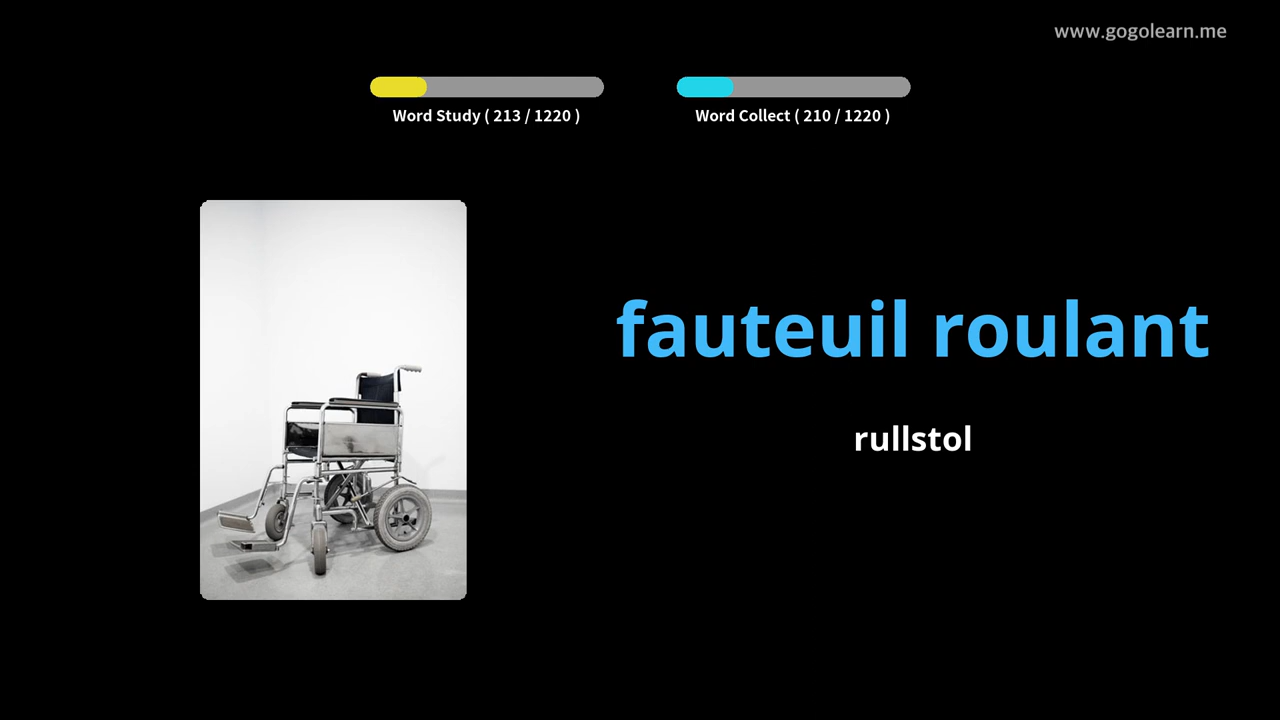 www.gogolearn.me
Word Study ( 213 / 1220 )
Word Collect ( 210 / 1220 )
fauteuil roulant
rullstol